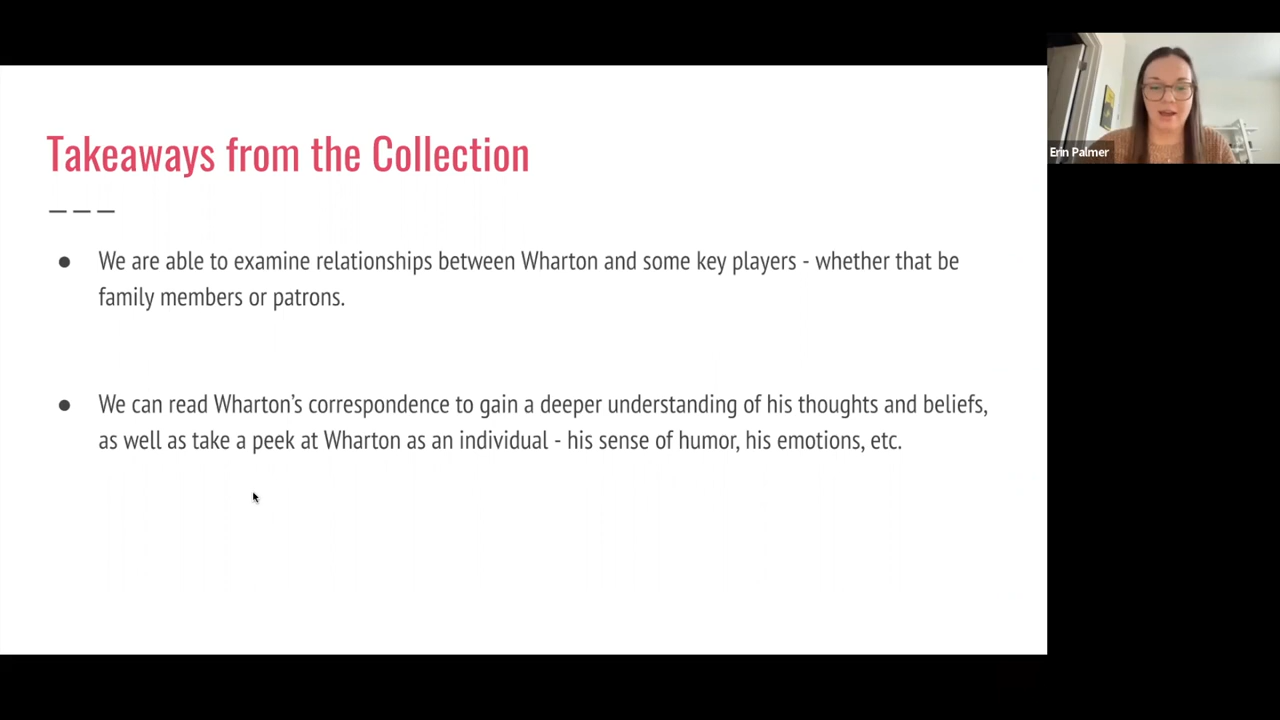 Takeaways from the Collection
● We are able to examine relationships between Wharton and some key players - whether that be
family members or patrons.
● We can read Wharton’s correspondence to gain a deeper understanding of his thoughts and beliefs,
as well as take a peek at Wharton as an individual - his sense of humor, his emotions, etc.
Erin Palmer